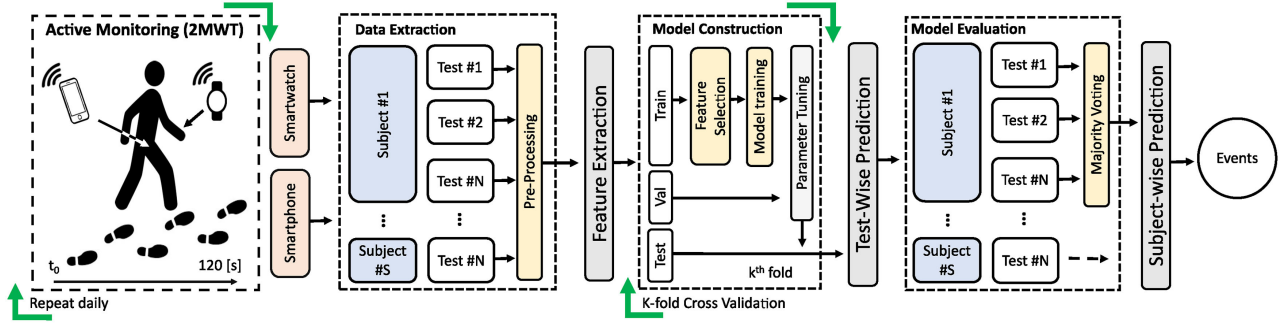 Active Monitoring (2MWT)
t0
120 [s]
Repeat daily
Smartwatch
Smartphone
Data Extraction
Subject #1
Test #1
Test #2
Test #N
...
...
Subject
#S
Test #N
Pre-Processing
Feature Extraction
Model Construction
Train
Feature
Selection
Model training
Parameter Tuning
Val
Test
kth fold
K-fold Cross Validation
Test-Wise Prediction
Model Evaluation
Subject #1
Test #1
Test #2
Test #N
...
...
Subject
#S
Test #N
Majority Voting
Subject-wise Prediction
Events